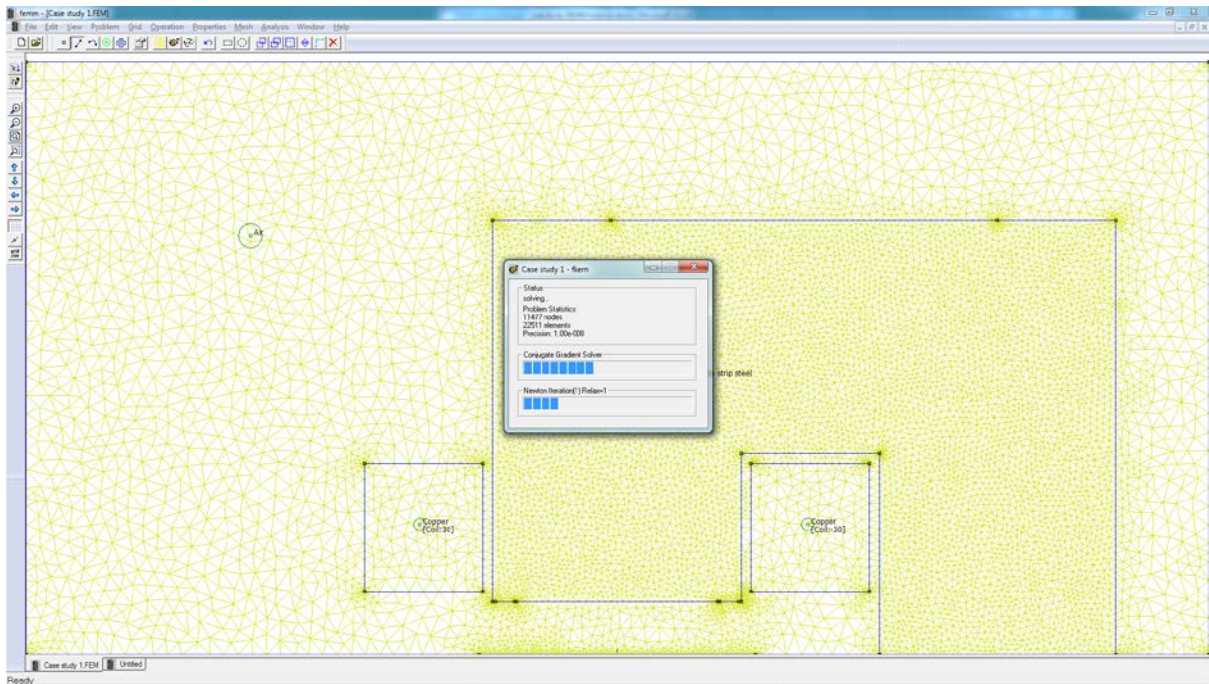 femm - [Case study 1.FEM]
File Edit View Problem Grid Operation Properties Mesh Analysis Window Help
Air
Case study 1 - fkern
Status
solving...
Problem Statistics:
11477 nodes
22511 elements
Precision: 1.00e-008
Conjugate Gradient Solver
strip steel
Newton Iteration(1) Relax=1
Copper
[Coil:30]
Copper
[Coil:-30]
Case study 1.FEM Untitled
Ready